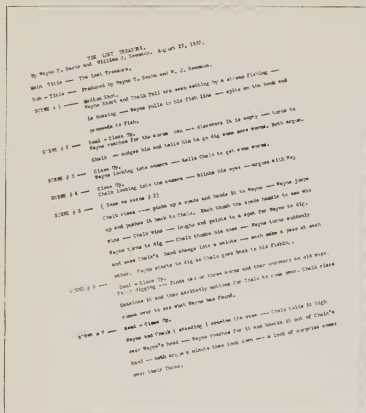 THE LOST TREASURE.
By Wayne T. Sachs and William J. Seemann. August 27, 1937.
Main Title — The Lost Treasure.
Sub - Title — Produced by Wayne T. Sachs and W. J. Seemann.
SCENE # 1 — Medium Shot.
Wayne Short and Chalk Tall are seen setting by a stream fishing —
is dozing — Wayne pulls in his fish line — spits on the hook and
proceeds to fish.
SCENE # 2 — Semi - Close Up.
Wayne reaches for the worms can — discovers it is empty — turns to
Chalk — nudges him and tells him to go dig some more worms. Both argue.
SCENE # 3 — Close Up.
Wayne looking into camera — tells Chalk to get some worms.
SCENE # 4 — Close Up.
Chalk looking into the camera — blinks his eyes — argues with Way
SCENE # 5 — ( Same as scene # 2)
Chalk rises — picks up a spade and hands it to Wayne — Wayne jumps
up and pushes it back to Chalk. Each thumb the spade handle to see who
wins — Chalk wins — laughs and points to a spot for Wayne to dig.
Wayne turns to dig — Chalk thumbs his nose — Wayne turns suddenly
and sees Chalk's hand change into a salute — each make a pass at each
other. Wayne starts to dig as Chalk goes back to his fishin.
SCENE # 6 — Semi - Close Up.
Wayne digging — finds two or three worms and then uncovers an old vase.
Examines it and then excitedly motions for Chalk to come over. Chalk rises
comes over to see what Wayne has found.
SCENE # 7 — Semi - Close Up.
Wayne and Chalk ( standing ) examine the vase — Chalk holds it high
over Wayne's head — Wayne reaches for it and knocks it out of Chalk's
hand — both argue a minute then look down — a look of surprise comes
over their faces.